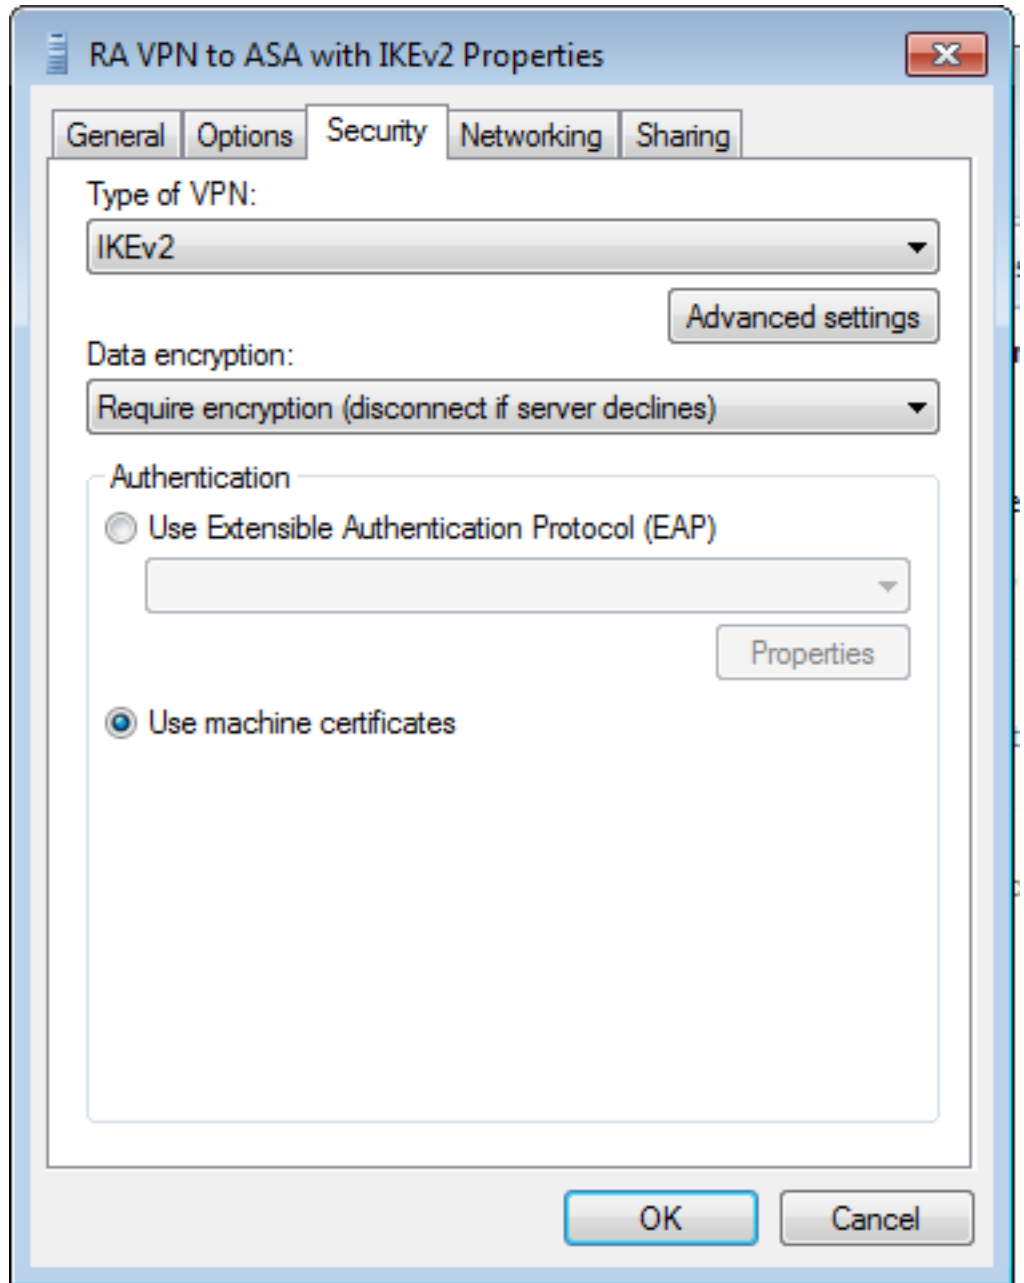 RA VPN to ASA with IKEv2 Properties
General Options Security Networking Sharing
Type of VPN:
IKEv2
Advanced settings
Data encryption:
Require encryption (disconnect if server declines)
Authentication
Use Extensible Authentication Protocol (EAP)
Properties
Use machine certificates
OK Cancel